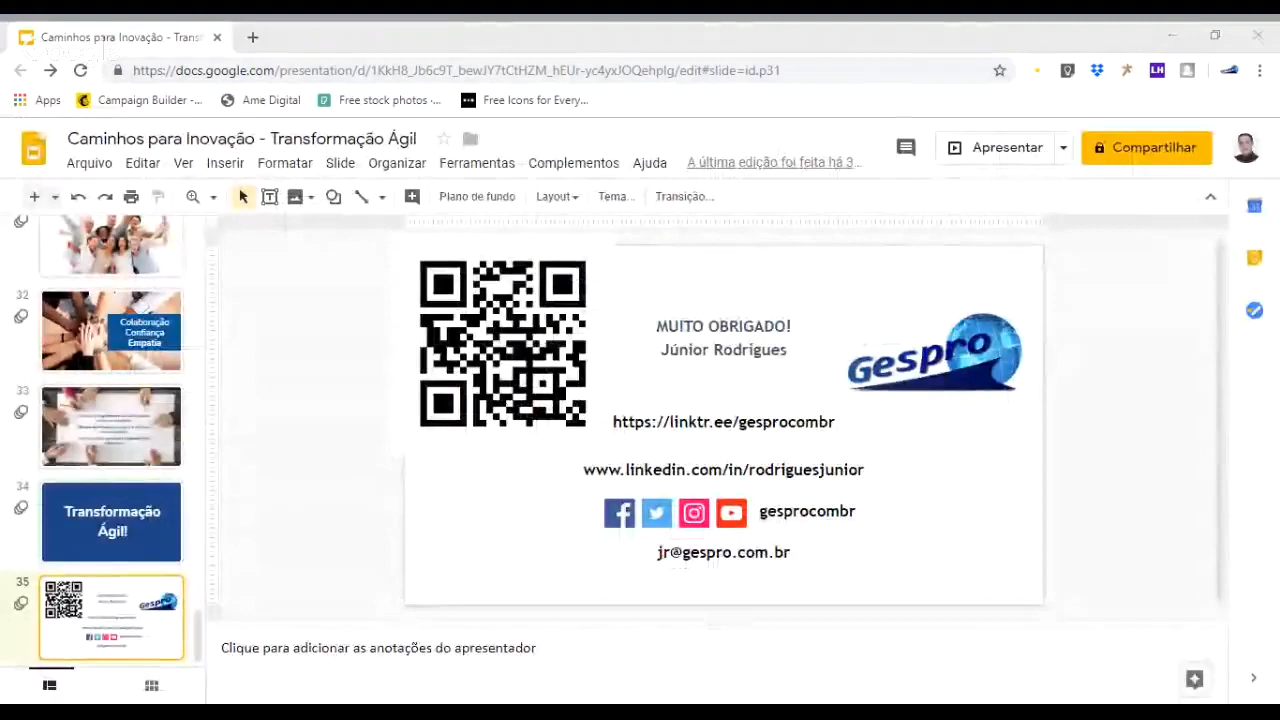 Caminhos para Inovação - Trans
https://docs.google.com/presentation/d/1KkH8_Jb6c9T_bewJY7tCtHZM_hEUr-yc4yxJOQehpIg/edit#slide=id.p31
Apps
Campaign Builder -...
Ame Digital
Free stock photos -...
Free Icons for Every...
LH
Caminhos para Inovação - Transformação Ágil
Arquivo Editar Ver Inserir Formatar Slide Organizar Ferramentas Complementos Ajuda
A última edição foi feita há 3...
Apresentar
Compartilhar
Plano de fundo
Layout
Tema...
Transição...
32
Colaboração
Confiança
Empatia
33
34
Transformação
Ágil!
35
Gespro
MUITO OBRIGADO!
Júnior Rodrigues
Gespro
https://linktr.ee/gesprocombr
www.linkedin.com/in/rodriguesjunior
gesprocombr
jr@gespro.com.br
Clique para adicionar as anotações do apresentador